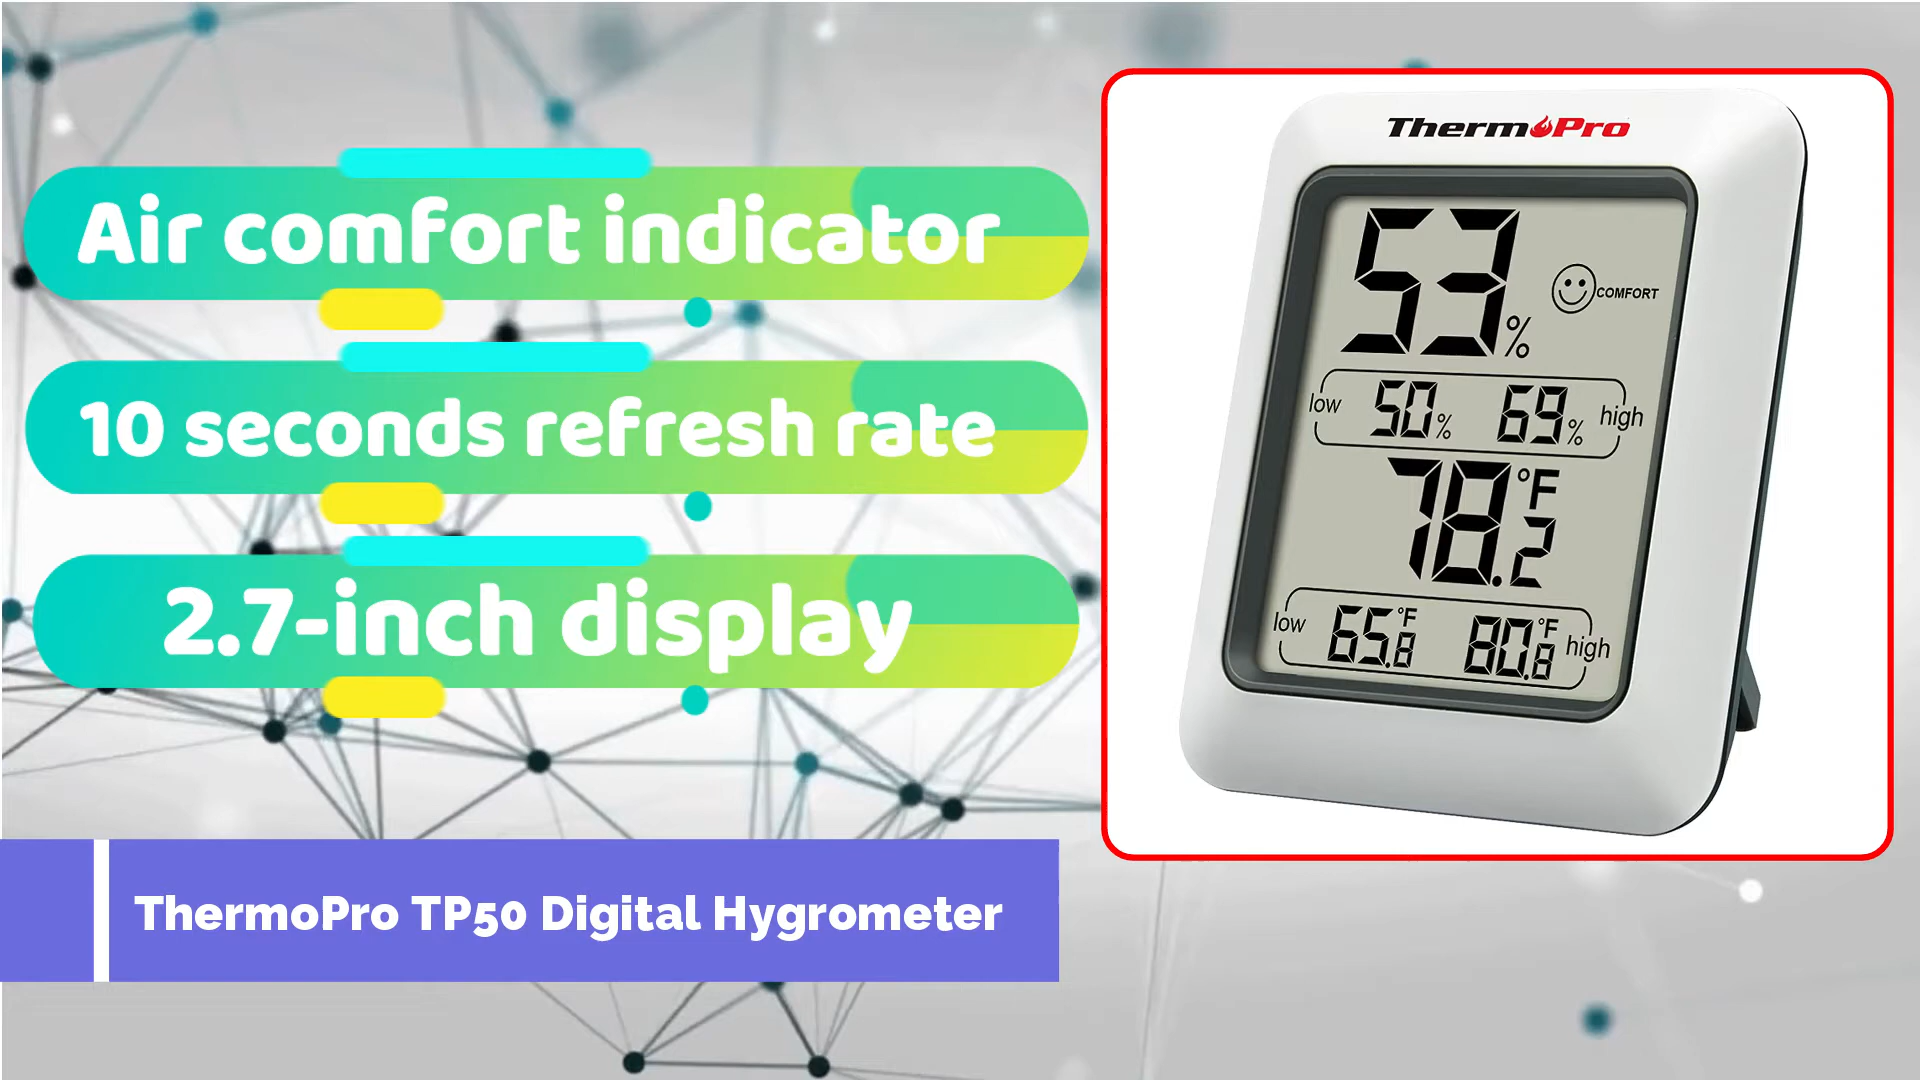 Air comfort indicator
10 seconds refresh rate
2.7-inch display
ThermoPro TP50 Digital Hygrometer
ThermoPro
53%
COMFORT
low 50% 69% high
78.2°F
low 65.8°F 80.8°F high